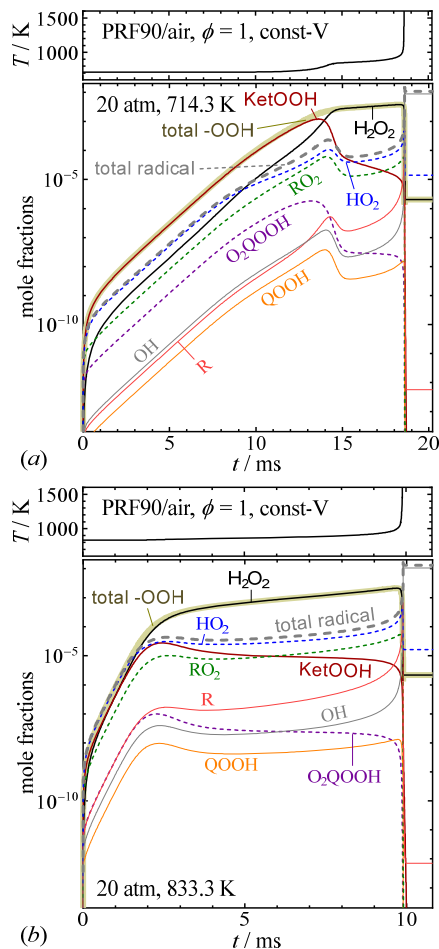 T / K
1500
1000
PRF90/air, ϕ = 1, const-V
20 atm, 714.3 K
KetOOH
total -OOH
H₂O₂
total radical
RO₂
HO₂
O₂QOOH
QOOH
OH
R
mole fractions
10⁻⁵
10⁻¹⁰
0 5 10 15 20
t / ms
(a)
T / K
1500
1000
PRF90/air, ϕ = 1, const-V
H₂O₂
total -OOH
HO₂
total radical
RO₂
KetOOH
R
OH
QOOH
O₂QOOH
mole fractions
10⁻⁵
10⁻¹⁰
20 atm, 833.3 K
0 5 10
t / ms
(b)